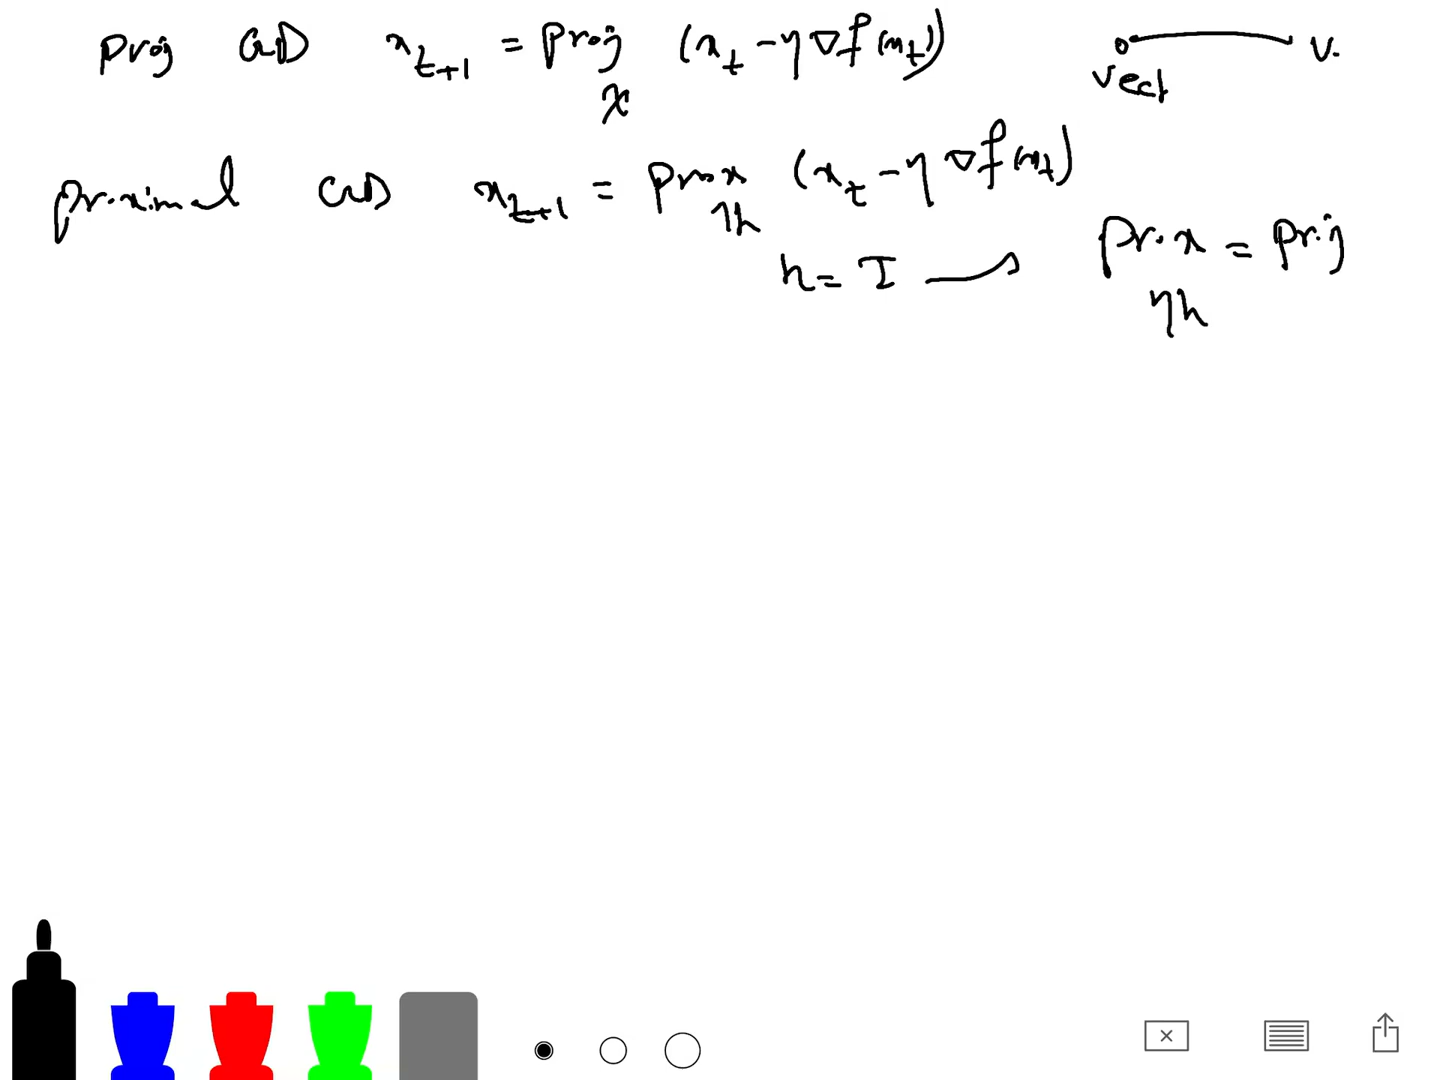 proj GD x_{t+1} = proj_X (x_t - η∇f(x_t)) vect v.
proximal GD x_{t+1} = prox_{ηh} (x_t - η∇f(x_t))
h = I → prox_{ηh} = proj